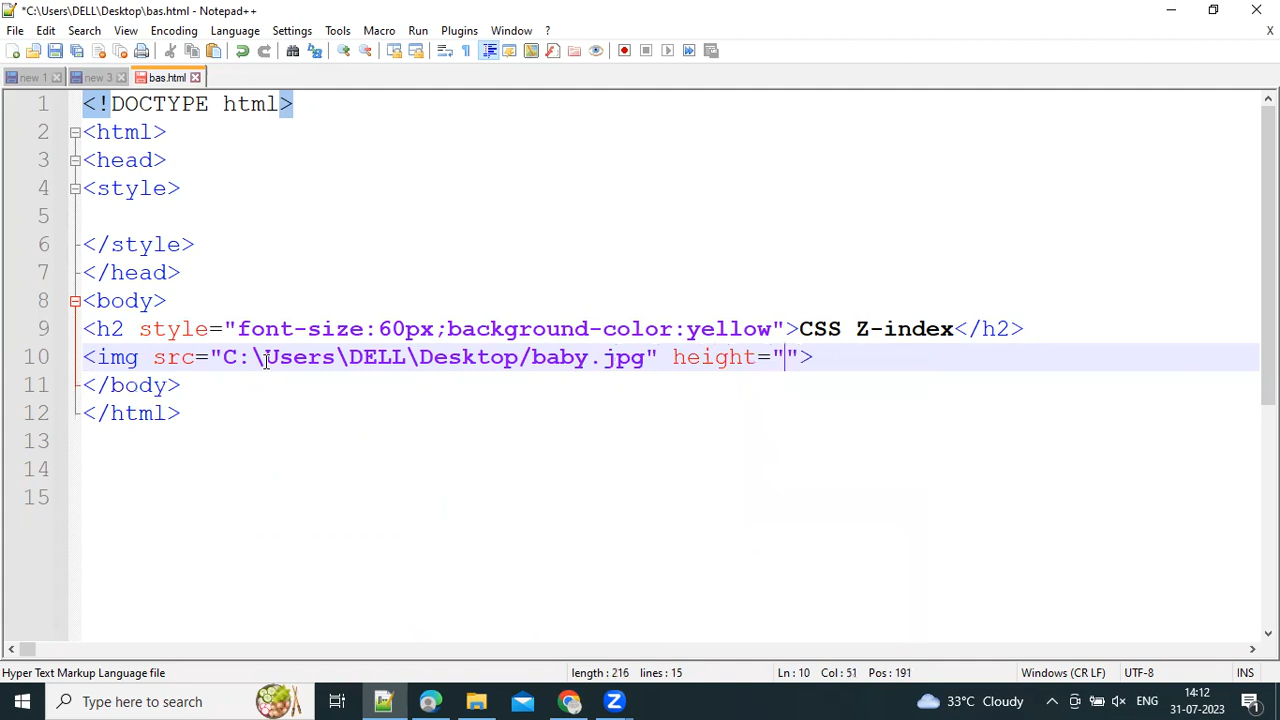 *C:\Users\DELL\Desktop\bas.html - Notepad++
File Edit Search View Encoding Language Settings Tools Macro Run Plugins Window ? X
new 1 new 3 bas.html
1 <!DOCTYPE html>
2 <html>
3 <head>
4 <style>
5
6 </style>
7 </head>
8 <body>
9 <h2 style="font-size:60px;background-color:yellow">CSS Z-index</h2>
10 <img src="C:\Users\DELL\Desktop/baby.jpg" height="">
11 </body>
12 </html>
13
14
15
Hyper Text Markup Language file length : 216 lines : 15 Ln : 10 Col : 51 Pos : 191 Windows (CR LF) UTF-8 INS
Type here to search 33°C Cloudy ENG 14:12
31-07-2023 1